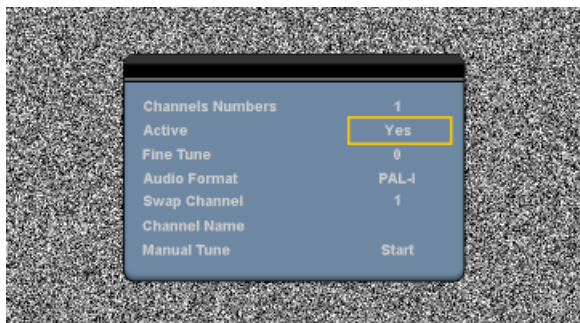 Channels Numbers 1
Active Yes
Fine Tune 0
Audio Format PAL-I
Swap Channel 1
Channel Name
Manual Tune Start